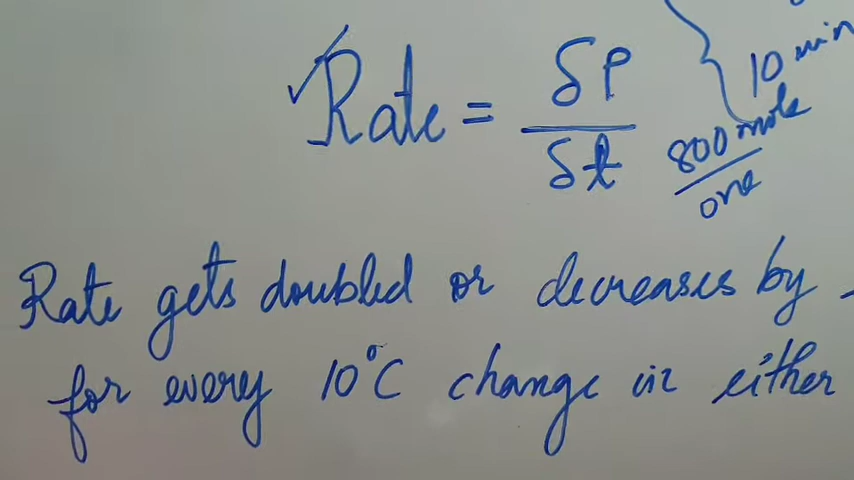 Rate = δP
δt
10 min
800 mole
one
Rate gets doubled or decreases by
for every 10°C change in either